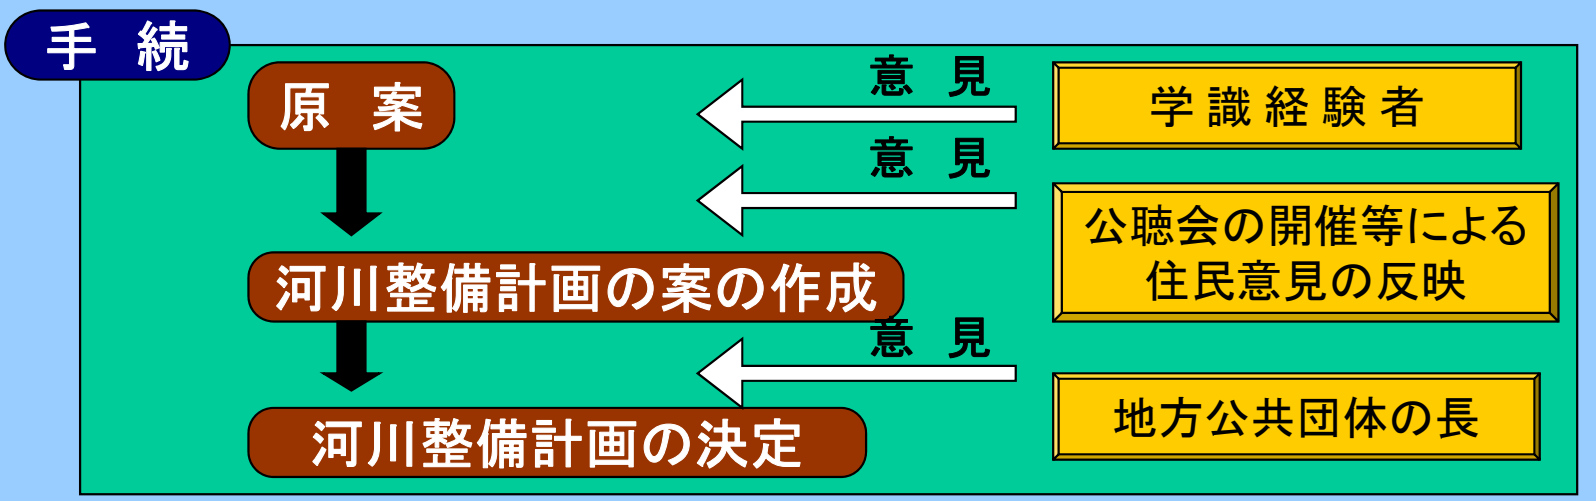 手 続
原 案
意 見
学識経験者
意 見
公聴会の開催等による
住民意見の反映
河川整備計画の案の作成
意 見
地方公共団体の長
河川整備計画の決定